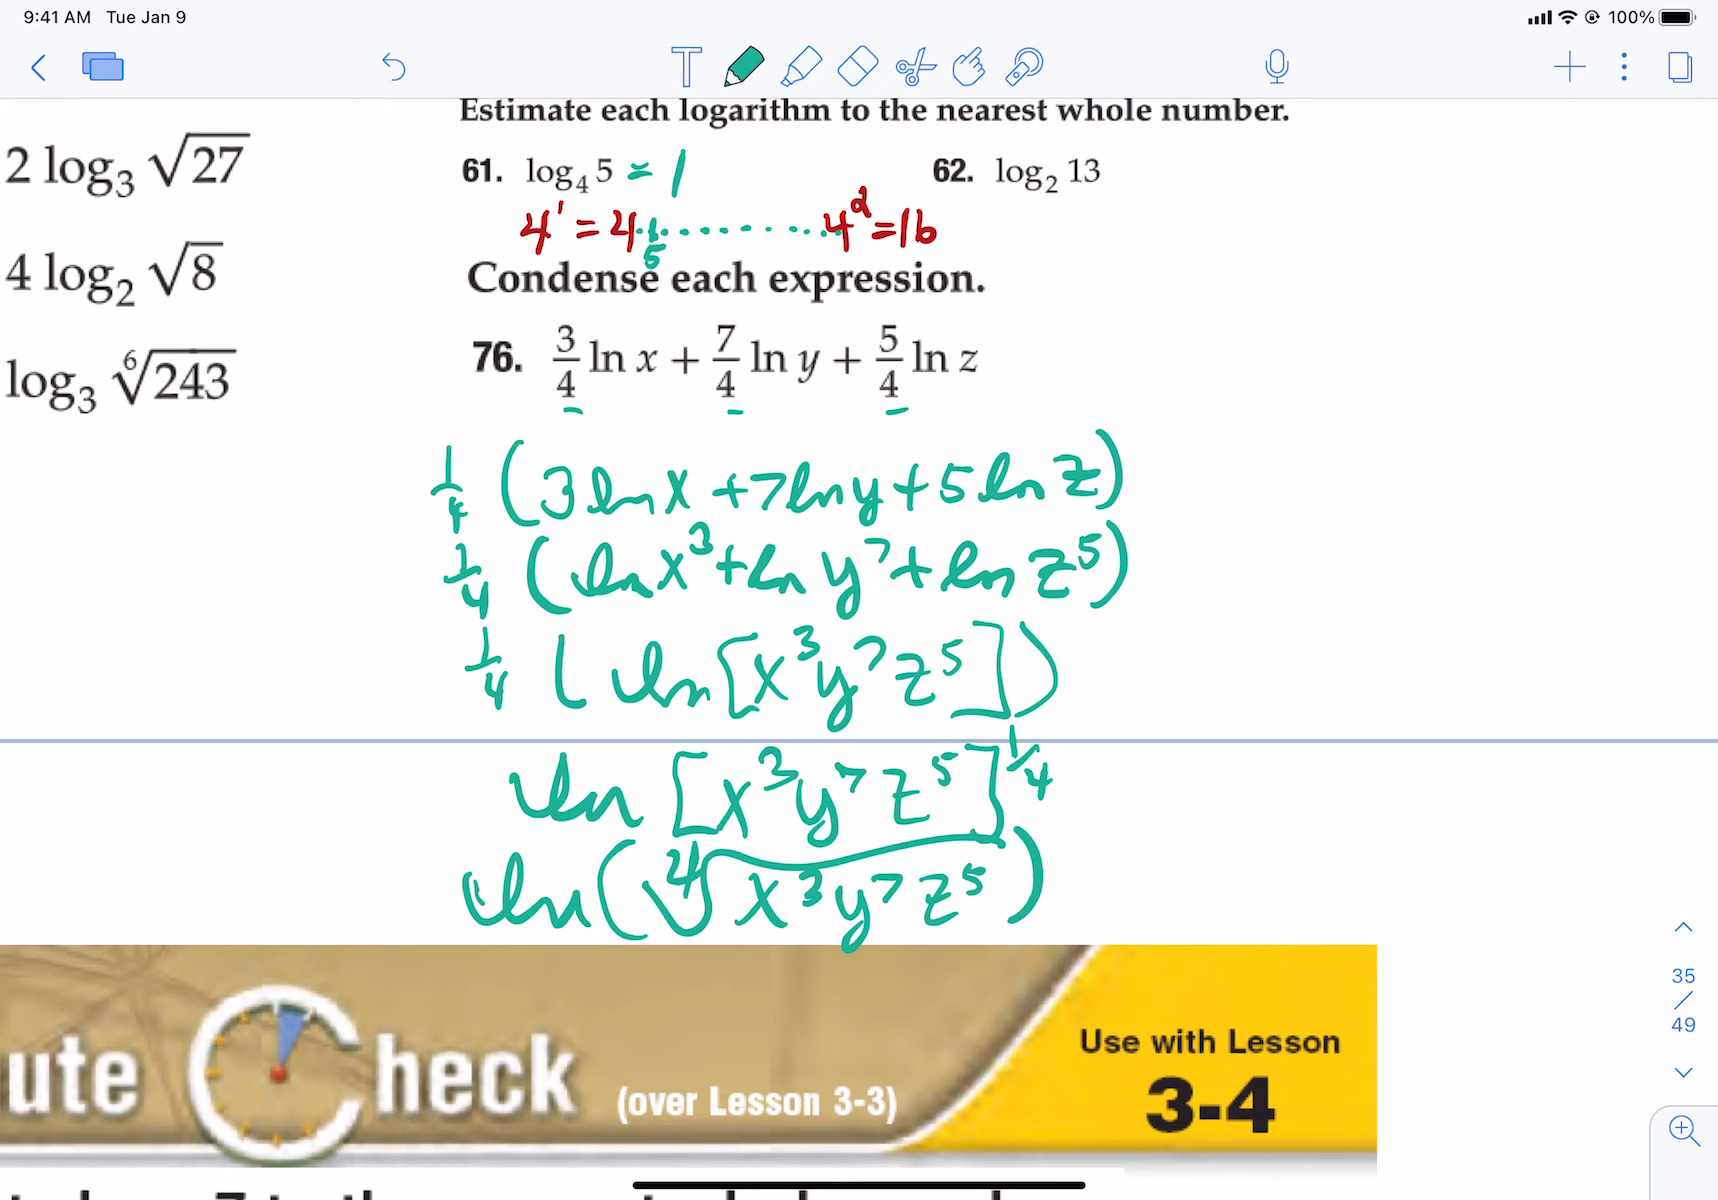 9:41 AM Tue Jan 9
100%
T
Estimate each logarithm to the nearest whole number.
2 log₃ √27
61. log₄ 5 ≈ 1
62. log₂ 13
4¹ = 4 5 4² = 16
4 log₂ √8
Condense each expression.
log₃ ⁶√243
76. 3/4 ln x + 7/4 ln y + 5/4 ln z
1/4 (3 ln x + 7 ln y + 5 ln z)
1/4 (ln x³ + ln y⁷ + ln z⁵)
1/4 (ln [x³y⁷z⁵])
ln [x³y⁷z⁵]^1/4
ln(⁴√x³y⁷z⁵)
35
/
49
ute Check (over Lesson 3-3)
Use with Lesson
3-4